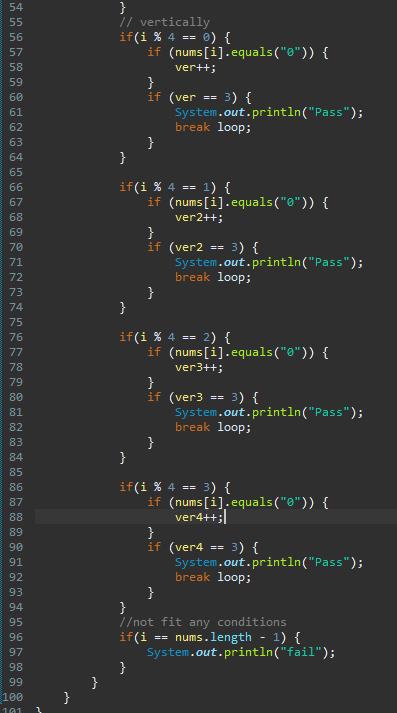 54 }
55 // vertically
56 if(i % 4 == 0) {
57 if (nums[i].equals("0")) {
58 ver++;
59 }
60 if (ver == 3) {
61 System.out.println("Pass");
62 break loop;
63 }
64 }
65
66 if(i % 4 == 1) {
67 if (nums[i].equals("0")) {
68 ver2++;
69 }
70 if (ver2 == 3) {
71 System.out.println("Pass");
72 break loop;
73 }
74 }
75
76 if(i % 4 == 2) {
77 if (nums[i].equals("0")) {
78 ver3++;
79 }
80 if (ver3 == 3) {
81 System.out.println("Pass");
82 break loop;
83 }
84 }
85
86 if(i % 4 == 3) {
87 if (nums[i].equals("0")) {
88 ver4++;
89 }
90 if (ver4 == 3) {
91 System.out.println("Pass");
92 break loop;
93 }
94 }
95 //not fit any conditions
96 if(i == nums.length - 1) {
97 System.out.println("fail");
98 }
99 }
100 }
101 }